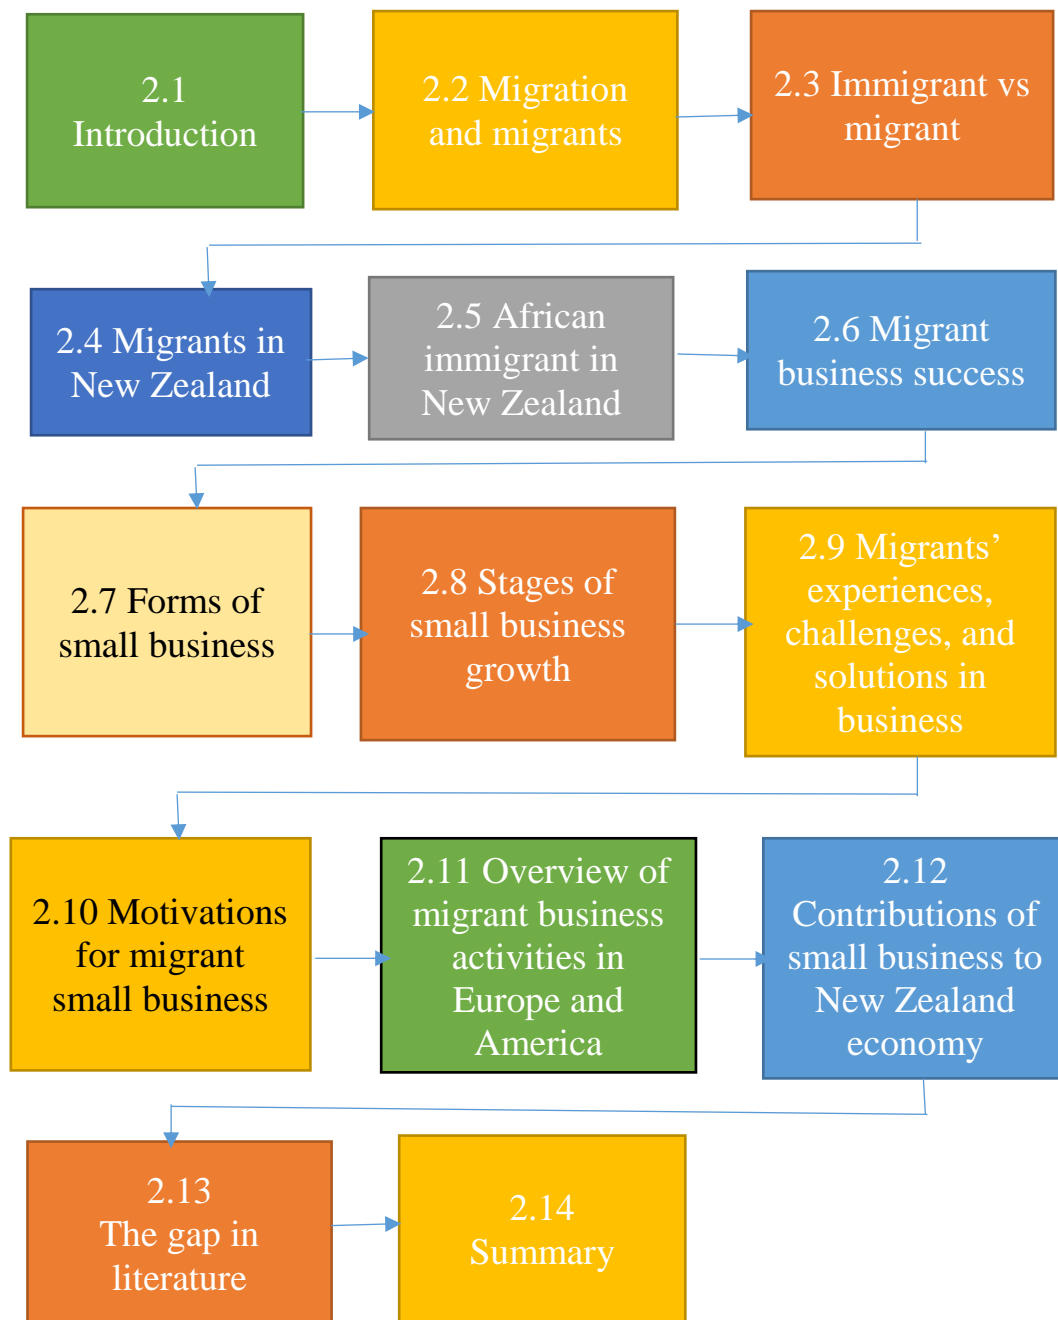 2.1
Introduction
2.2 Migration
and migrants
2.3 Immigrant vs
migrant
2.4 Migrants in
New Zealand
2.5 African
immigrant in
New Zealand
2.6 Migrant
business success
2.7 Forms of
small business
2.8 Stages of
small business
growth
2.9 Migrants’
experiences,
challenges, and
solutions in
business
2.10 Motivations
for migrant
small business
2.11 Overview of
migrant business
activities in
Europe and
America
2.12
Contributions of
small business to
New Zealand
economy
2.13
The gap in
literature
2.14
Summary